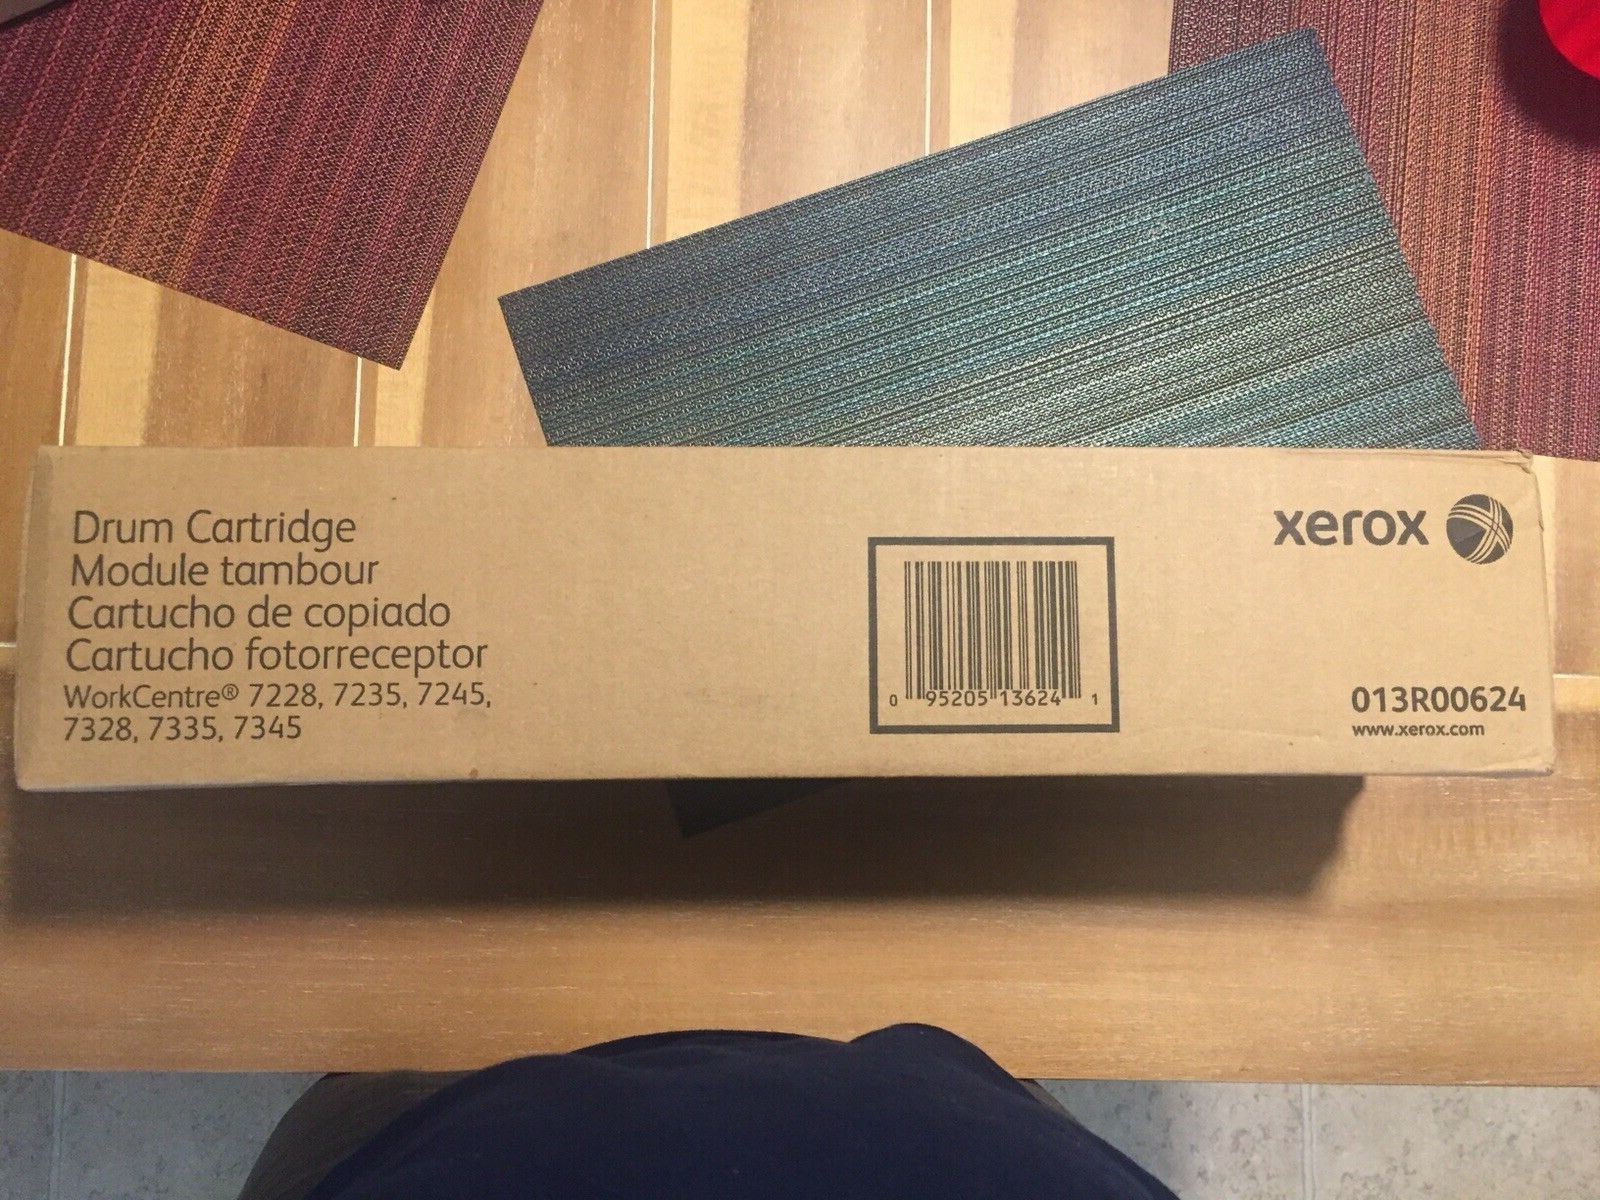 Drum Cartridge
Module tambour
Cartucho de copiado
Cartucho fotorreceptor
WorkCentre® 7228, 7235, 7245,
7328, 7335, 7345
0 95205 13624 1
xerox
013R00624
www.xerox.com